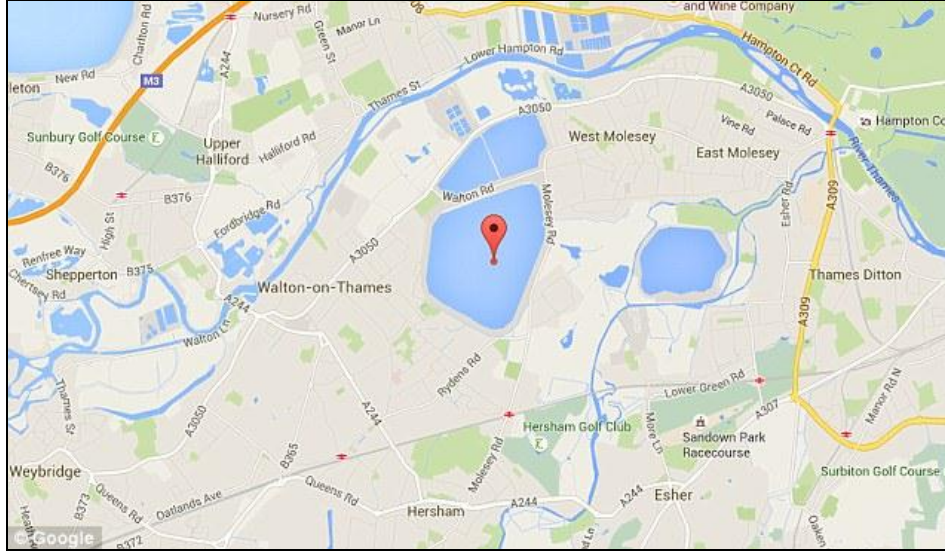 Charlton Rd
Nursery Rd
Manor Ln
and Wine Company
A244
Green St
Lower Hampton Rd
Hampton Ct Rd
New Rd
M3
leton
Thames St
A3050
A3050
Sunbury Golf Course
Upper
Halliford
Halliford Rd
West Molesey
Vine Rd
Palace Rd
Hampton Co
East Molesey
River Thames
B376
B376
Walton Rd
Molesey Rd
Esher Rd
A309
High St
Fordbridge Rd
A3050
Renfree Way
Shepperton
B375
Chertsey Rd
A244
Walton-on-Thames
Thames Ditton
Walton Ln
A309
Rydens Rd
Thames St
A3050
A244
Lower Green Rd
A307
Manor Rd N
Hersham Golf Club
More Ln
Sandown Park
Racecourse
B365
Molesey Rd
Weybridge
Queens Rd
Oatlands Ave
Queens Rd
Surbiton Golf Course
B373
A244
A244
Esher
Hersham
Heath
B372
d Ln
Oaken
© Google